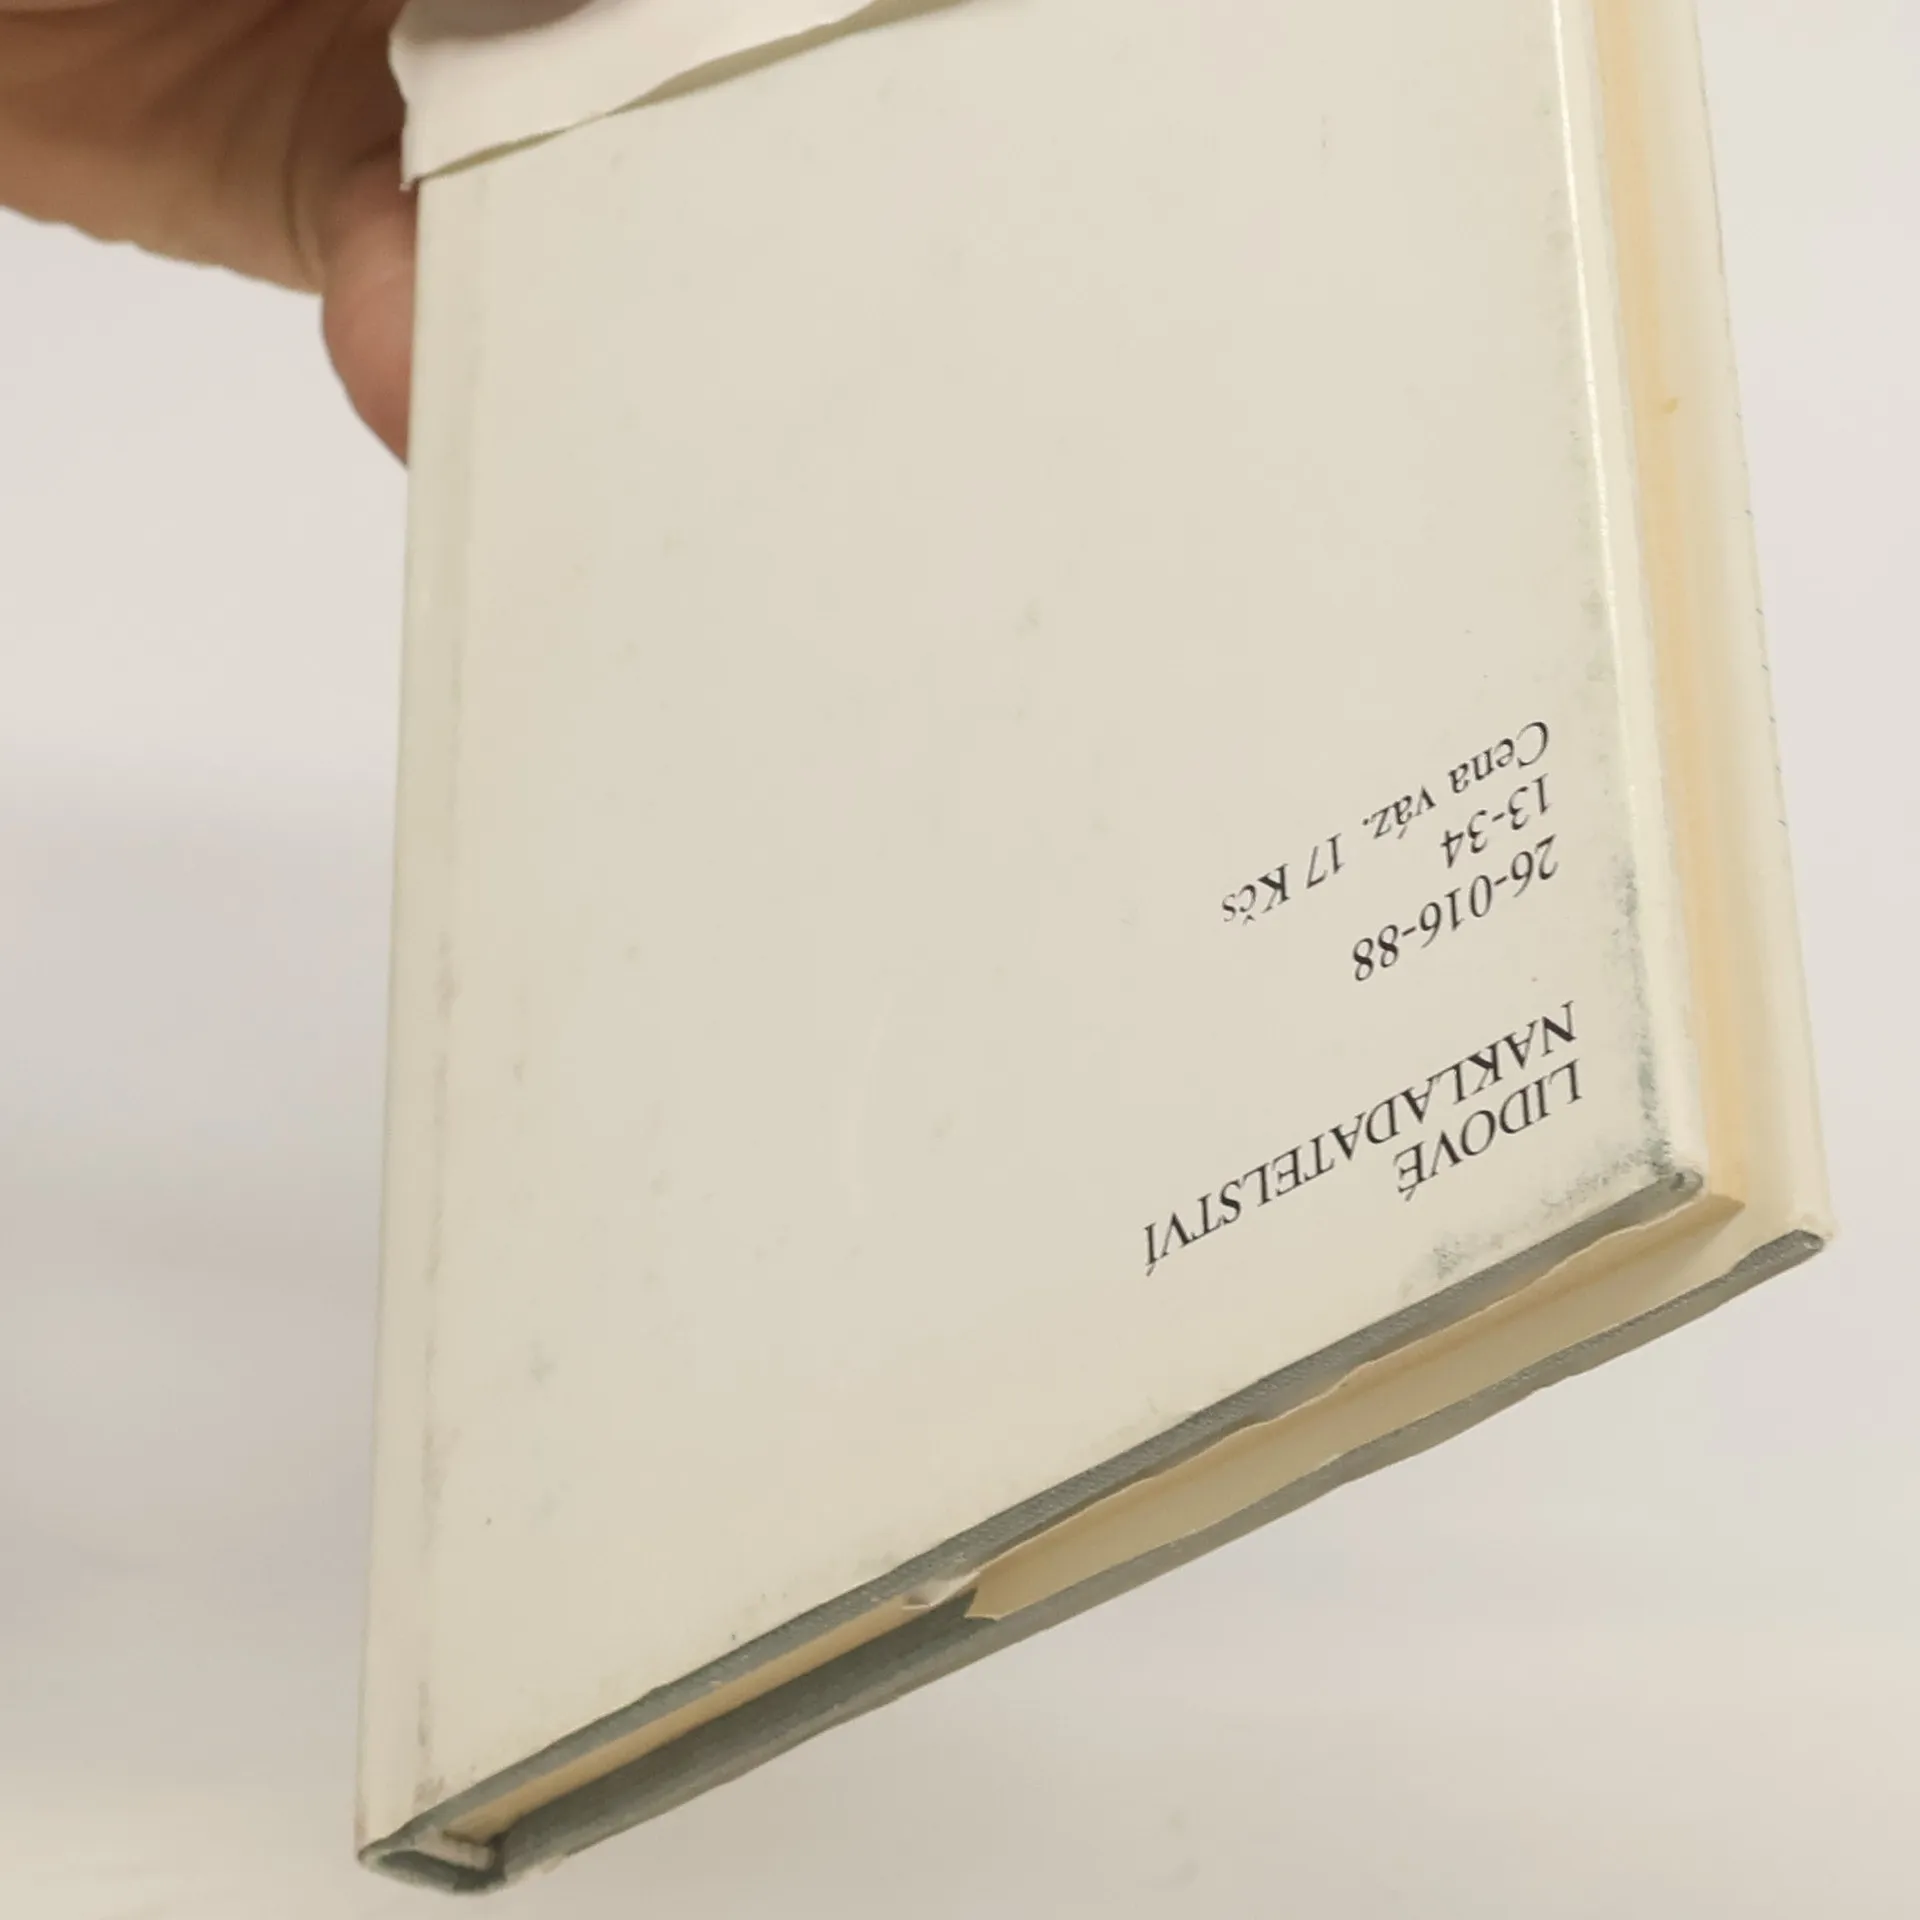 LIDOVÉ
NAKLADATELSTVÍ
26-016-88
13-34
Cena váz. 17 Kčs